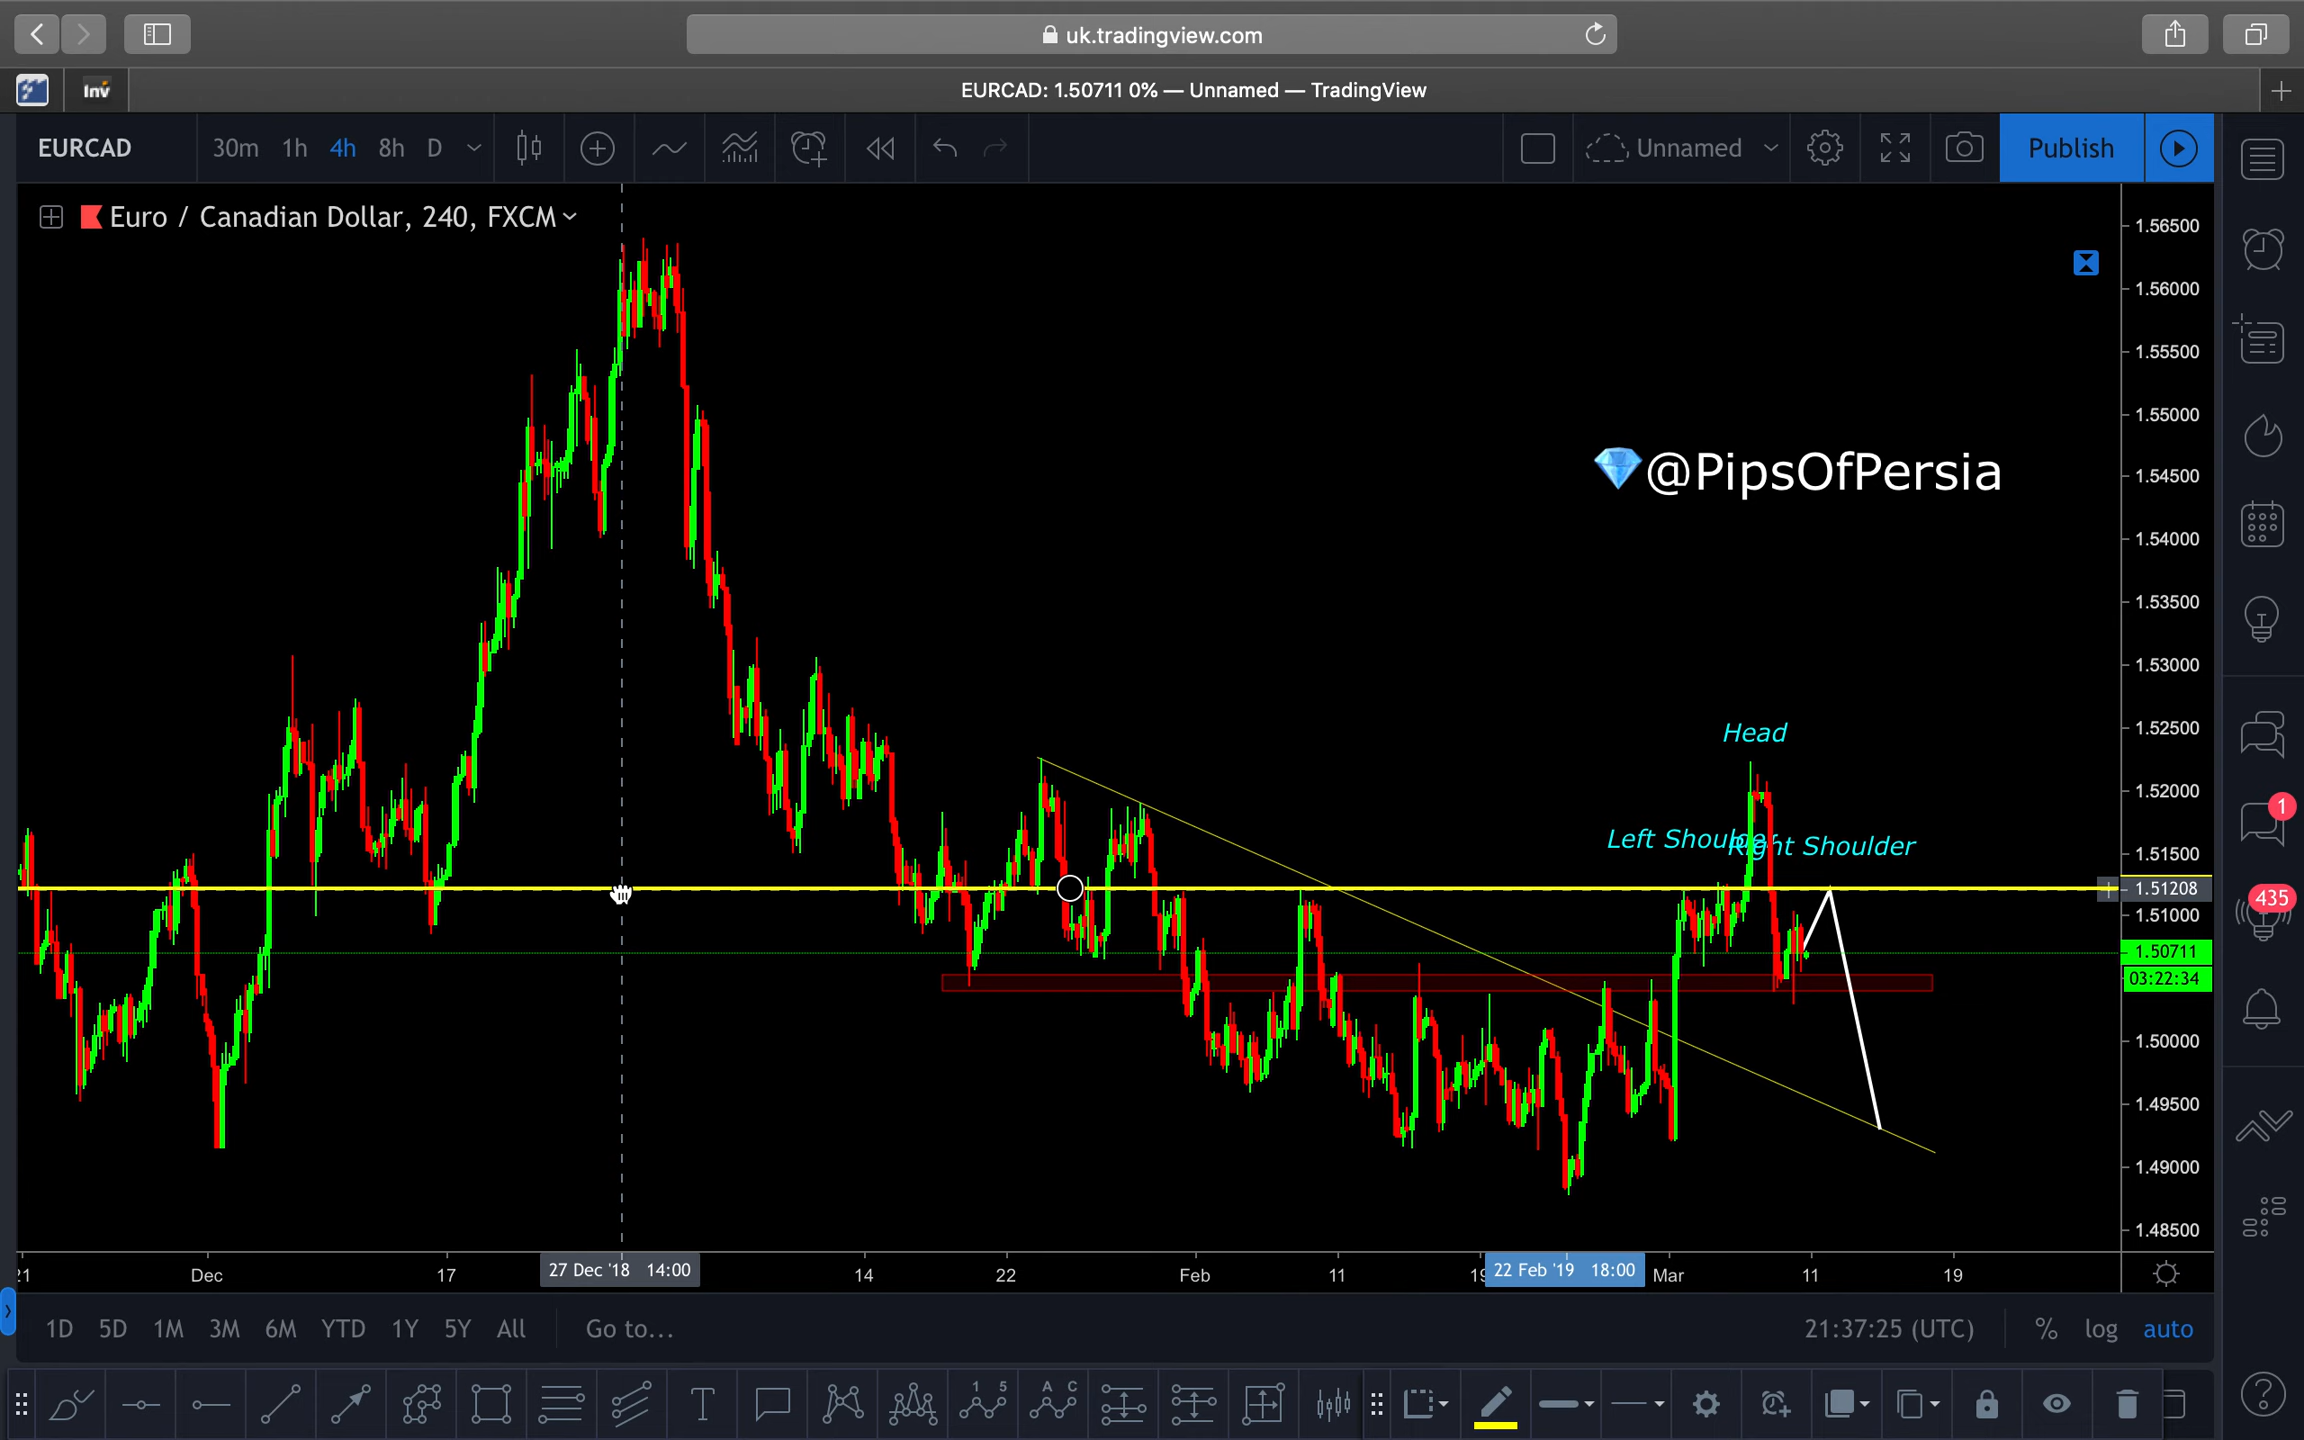 uk.tradingview.com
Inv
EURCAD: 1.50711 0% — Unnamed — TradingView
EURCAD 30m 1h 4h 8h D Unnamed Publish
Euro / Canadian Dollar, 240, FXCM
1.56500
1.56000
1.55500
1.55000
💎@PipsOfPersia
1.54500
1.54000
1.53500
1.53000
1.52500
Head
1.52000
Left Shoulder
Right Shoulder
1
1.51500
1.51208
435
1.51000
1.50711
03:22:34
1.50000
1.49500
1.49000
1.48500
21 Dec 17 27 Dec '18 14:00 14 22 Feb 11 19 22 Feb '19 18:00 Mar 11 19
1D 5D 1M 3M 6M YTD 1Y 5Y All Go to... 21:37:25 (UTC) % log auto
T 1 5 A C